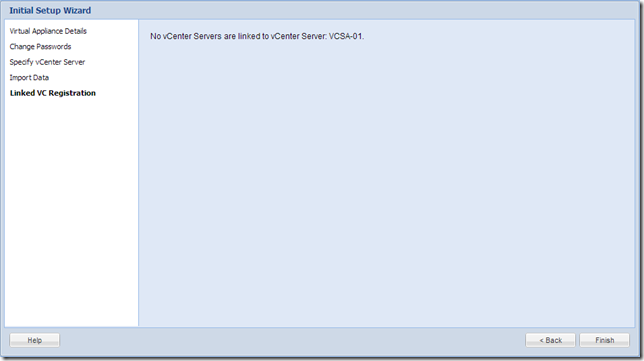 Initial Setup Wizard
Virtual Appliance Details
Change Passwords
Specify vCenter Server
Import Data
Linked VC Registration
No vCenter Servers are linked to vCenter Server: VCSA-01.
Help
< Back
Finish